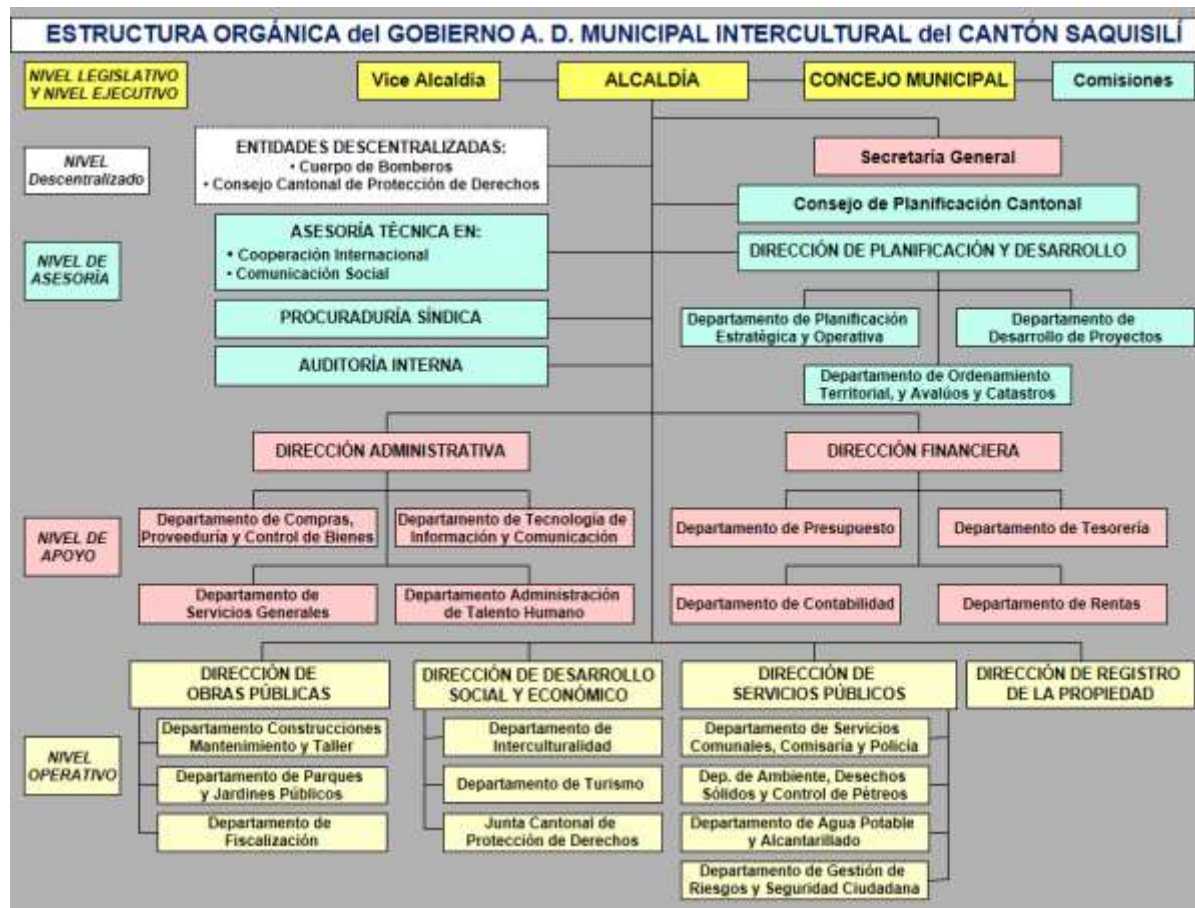 ESTRUCTURA ORGÁNICA del GOBIERNO A. D. MUNICIPAL INTERCULTURAL del CANTÓN SAQUISILÍ
NIVEL LEGISLATIVO
Y NIVEL EJECUTIVO
Vice Alcaldía
ALCALDÍA
CONCEJO MUNICIPAL
Comisiones
NIVEL
Descentralizado
ENTIDADES DESCENTRALIZADAS:
• Cuerpo de Bomberos
• Consejo Cantonal de Protección de Derechos
Secretaría General
Consejo de Planificación Cantonal
NIVEL DE
ASESORÍA
ASESORÍA TÉCNICA EN:
• Cooperación Internacional
• Comunicación Social
DIRECCIÓN DE PLANIFICACIÓN Y DESARROLLO
PROCURADURÍA SÍNDICA
Departamento de Planificación
Estratégica y Operativa
Departamento de
Desarrollo de Proyectos
AUDITORÍA INTERNA
Departamento de Ordenamiento
Territorial, y Avalúos y Catastros
DIRECCIÓN ADMINISTRATIVA
DIRECCIÓN FINANCIERA
NIVEL DE
APOYO
Departamento de Compras,
Proveeduría y Control de Bienes
Departamento de Tecnología de
Información y Comunicación
Departamento de Presupuesto
Departamento de Tesorería
Departamento de
Servicios Generales
Departamento Administración
de Talento Humano
Departamento de Contabilidad
Departamento de Rentas
DIRECCIÓN DE
OBRAS PÚBLICAS
DIRECCIÓN DE DESARROLLO
SOCIAL Y ECONÓMICO
DIRECCIÓN DE
SERVICIOS PÚBLICOS
DIRECCIÓN DE REGISTRO
DE LA PROPIEDAD
NIVEL
OPERATIVO
Departamento Construcciones
Mantenimiento y Taller
Departamento de
Interculturalidad
Departamento de Servicios
Comunales, Comisaría y Policía
Departamento de Parques
y Jardines Públicos
Departamento de Turismo
Dep. de Ambiente, Desechos
Sólidos y Control de Pétreos
Departamento de
Fiscalización
Junta Cantonal de
Protección de Derechos
Departamento de Agua Potable
y Alcantarillado
Departamento de Gestión de
Riesgos y Seguridad Ciudadana